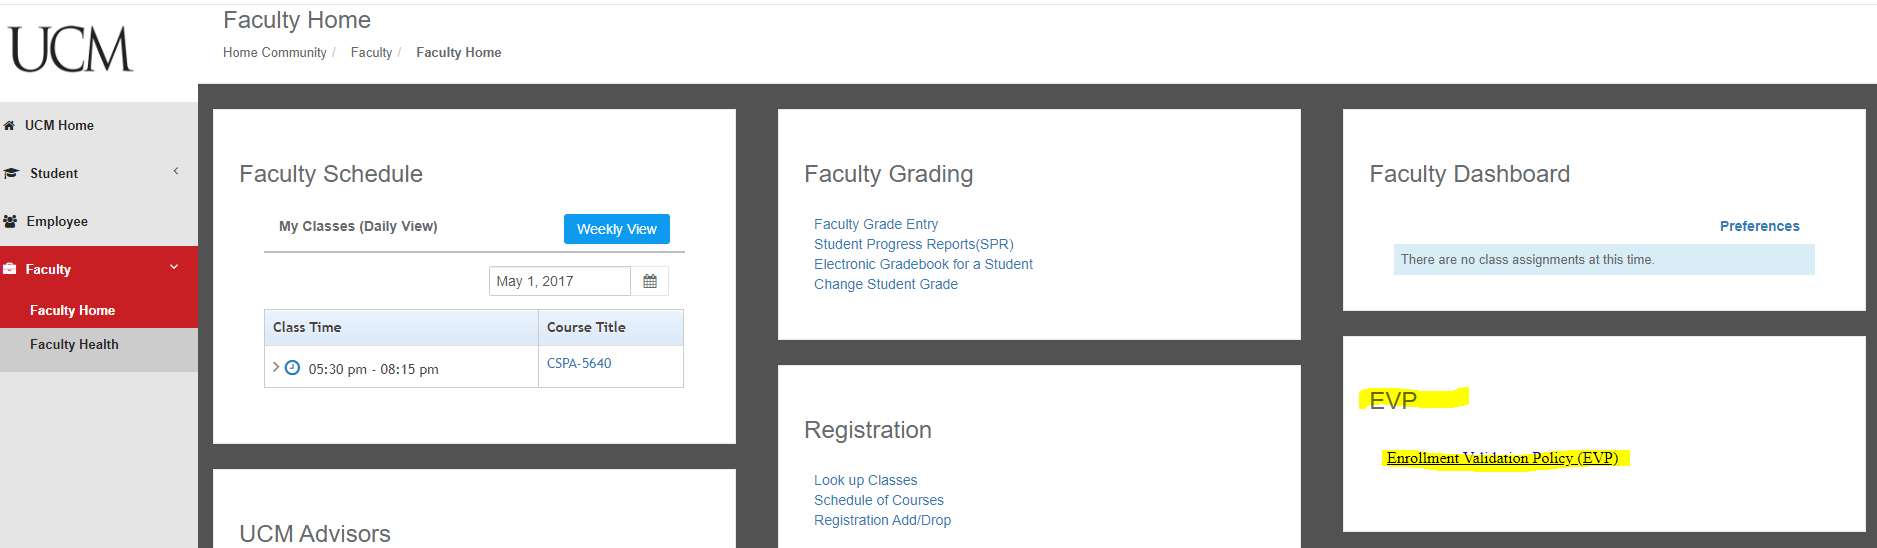 UCM
Faculty Home
Home Community / Faculty / Faculty Home
UCM Home
Student
Employee
Faculty
Faculty Home
Faculty Health
Faculty Schedule
My Classes (Daily View)
Weekly View
May 1, 2017
Class Time Course Title
05:30 pm - 08:15 pm CSPA-5640
UCM Advisors
Faculty Grading
Faculty Grade Entry
Student Progress Reports(SPR)
Electronic Gradebook for a Student
Change Student Grade
Registration
Look up Classes
Schedule of Courses
Registration Add/Drop
Faculty Dashboard
Preferences
There are no class assignments at this time.
EVP
Enrollment Validation Policy (EVP)